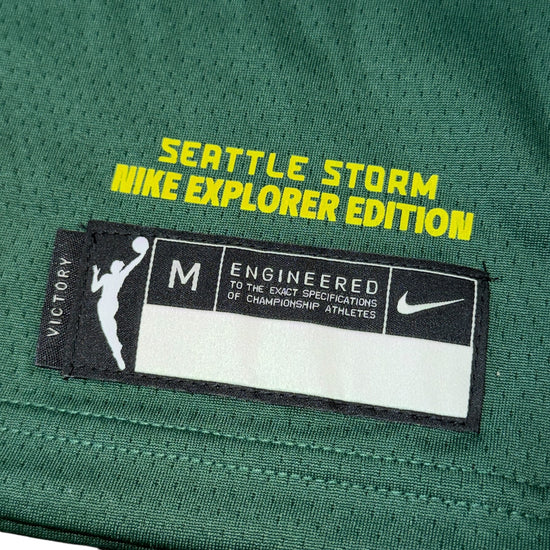 SEATTLE STORM
NIKE EXPLORER EDITION
VICTORY
M
ENGINEERED
TO THE EXACT SPECIFICATIONS
OF CHAMPIONSHIP ATHLETES